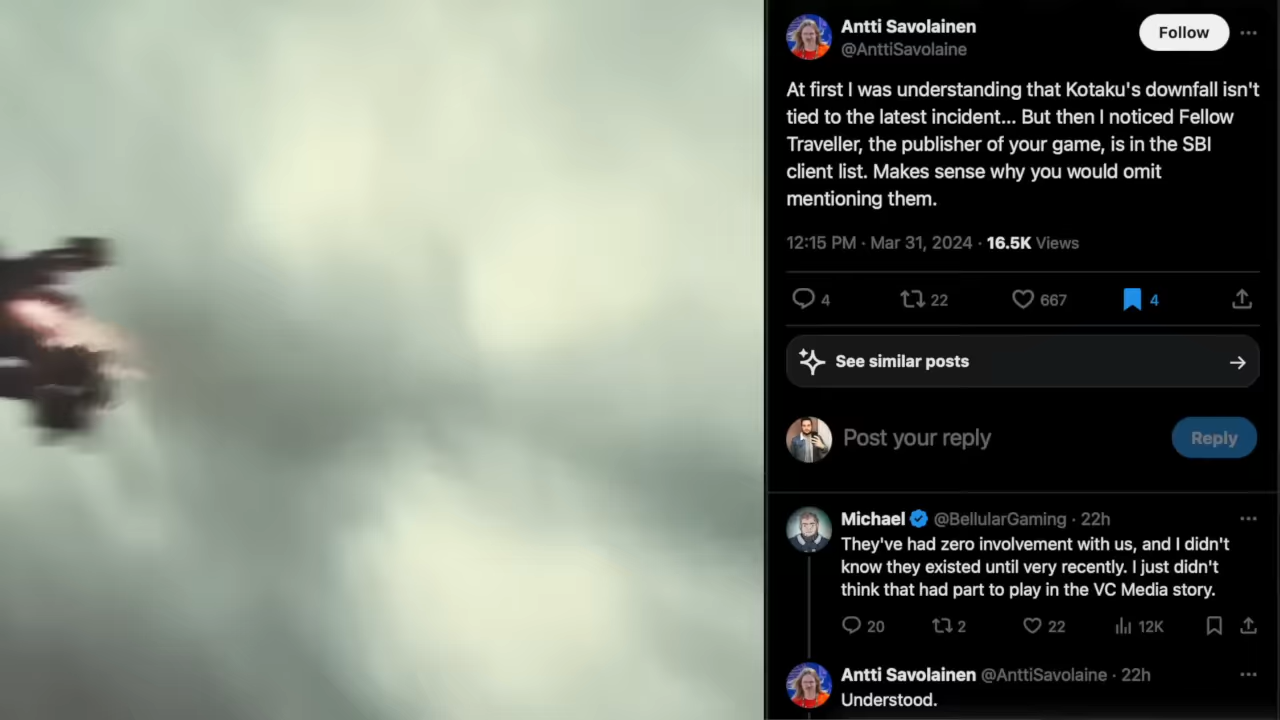 Antti Savolainen
@AnttiSavolaine
Follow
At first I was understanding that Kotaku's downfall isn't
tied to the latest incident... But then I noticed Fellow
Traveller, the publisher of your game, is in the SBI
client list. Makes sense why you would omit
mentioning them.
12:15 PM · Mar 31, 2024 · 16.5K Views
4 22 667 4
See similar posts
Post your reply
Reply
Michael @BellularGaming · 22h
They've had zero involvement with us, and I didn't
know they existed until very recently. I just didn't
think that had part to play in the VC Media story.
20 2 22 12K
Antti Savolainen @AnttiSavolaine · 22h
Understood.